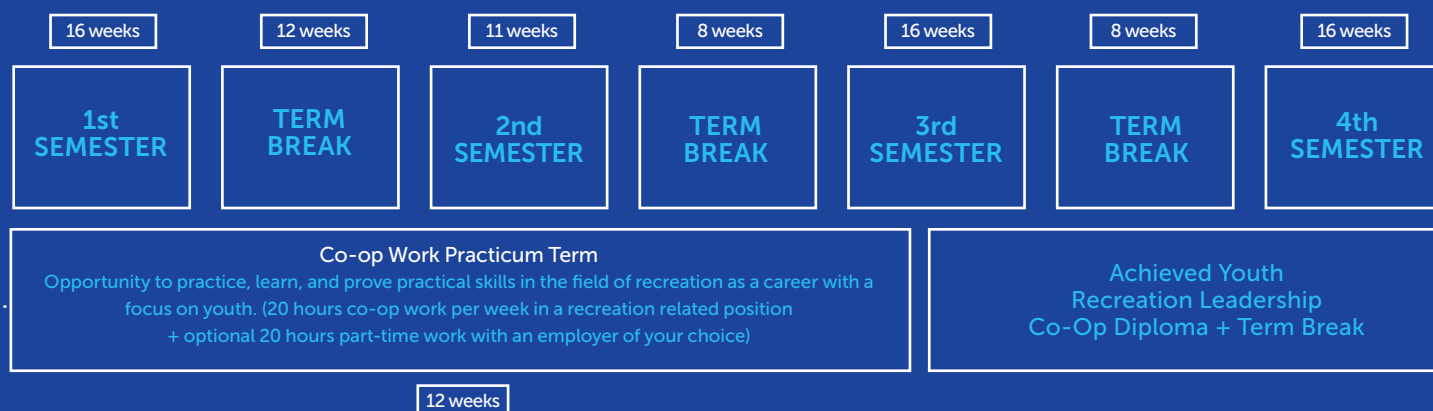 16 weeks
12 weeks
11 weeks
8 weeks
16 weeks
8 weeks
16 weeks
1st
SEMESTER
TERM
BREAK
2nd
SEMESTER
TERM
BREAK
3rd
SEMESTER
TERM
BREAK
4th
SEMESTER
Co-op Work Practicum Term
Opportunity to practice, learn, and prove practical skills in the field of recreation as a career with a
focus on youth. (20 hours co-op work per week in a recreation related position
+ optional 20 hours part-time work with an employer of your choice)
Achieved Youth
Recreation Leadership
Co-Op Diploma + Term Break
12 weeks